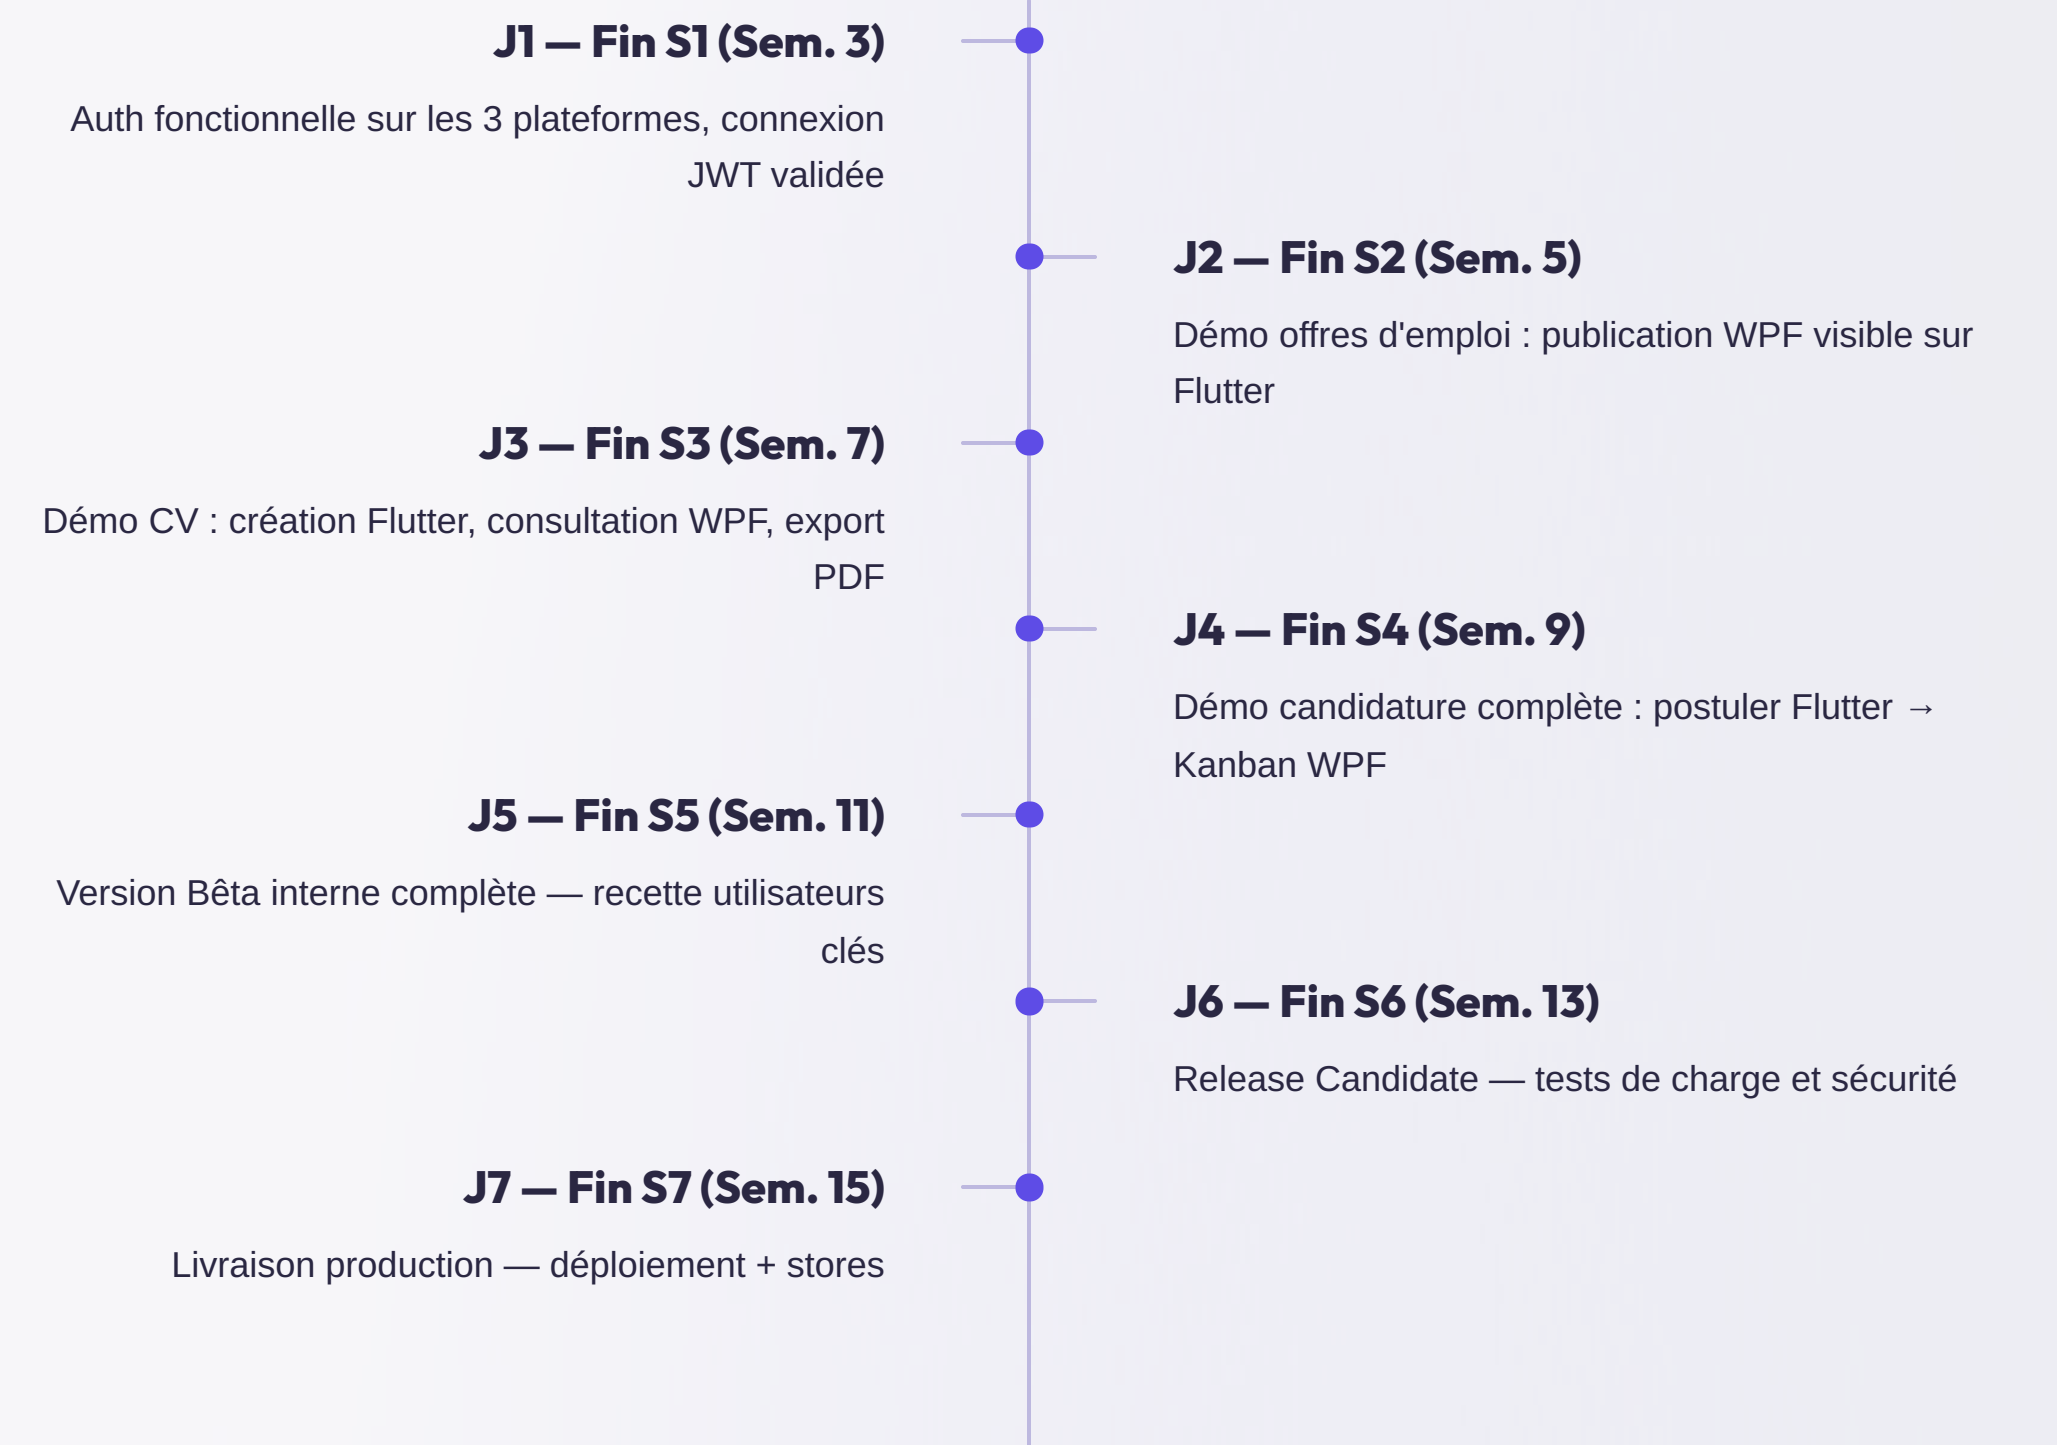 J1 — Fin S1 (Sem. 3)
Auth fonctionnelle sur les 3 plateformes, connexion
JWT validée
J2 — Fin S2 (Sem. 5)
Démo offres d'emploi : publication WPF visible sur
Flutter
J3 — Fin S3 (Sem. 7)
Démo CV : création Flutter, consultation WPF, export
PDF
J4 — Fin S4 (Sem. 9)
Démo candidature complète : postuler Flutter →
Kanban WPF
J5 — Fin S5 (Sem. 11)
Version Bêta interne complète — recette utilisateurs
clés
J6 — Fin S6 (Sem. 13)
Release Candidate — tests de charge et sécurité
J7 — Fin S7 (Sem. 15)
Livraison production — déploiement + stores